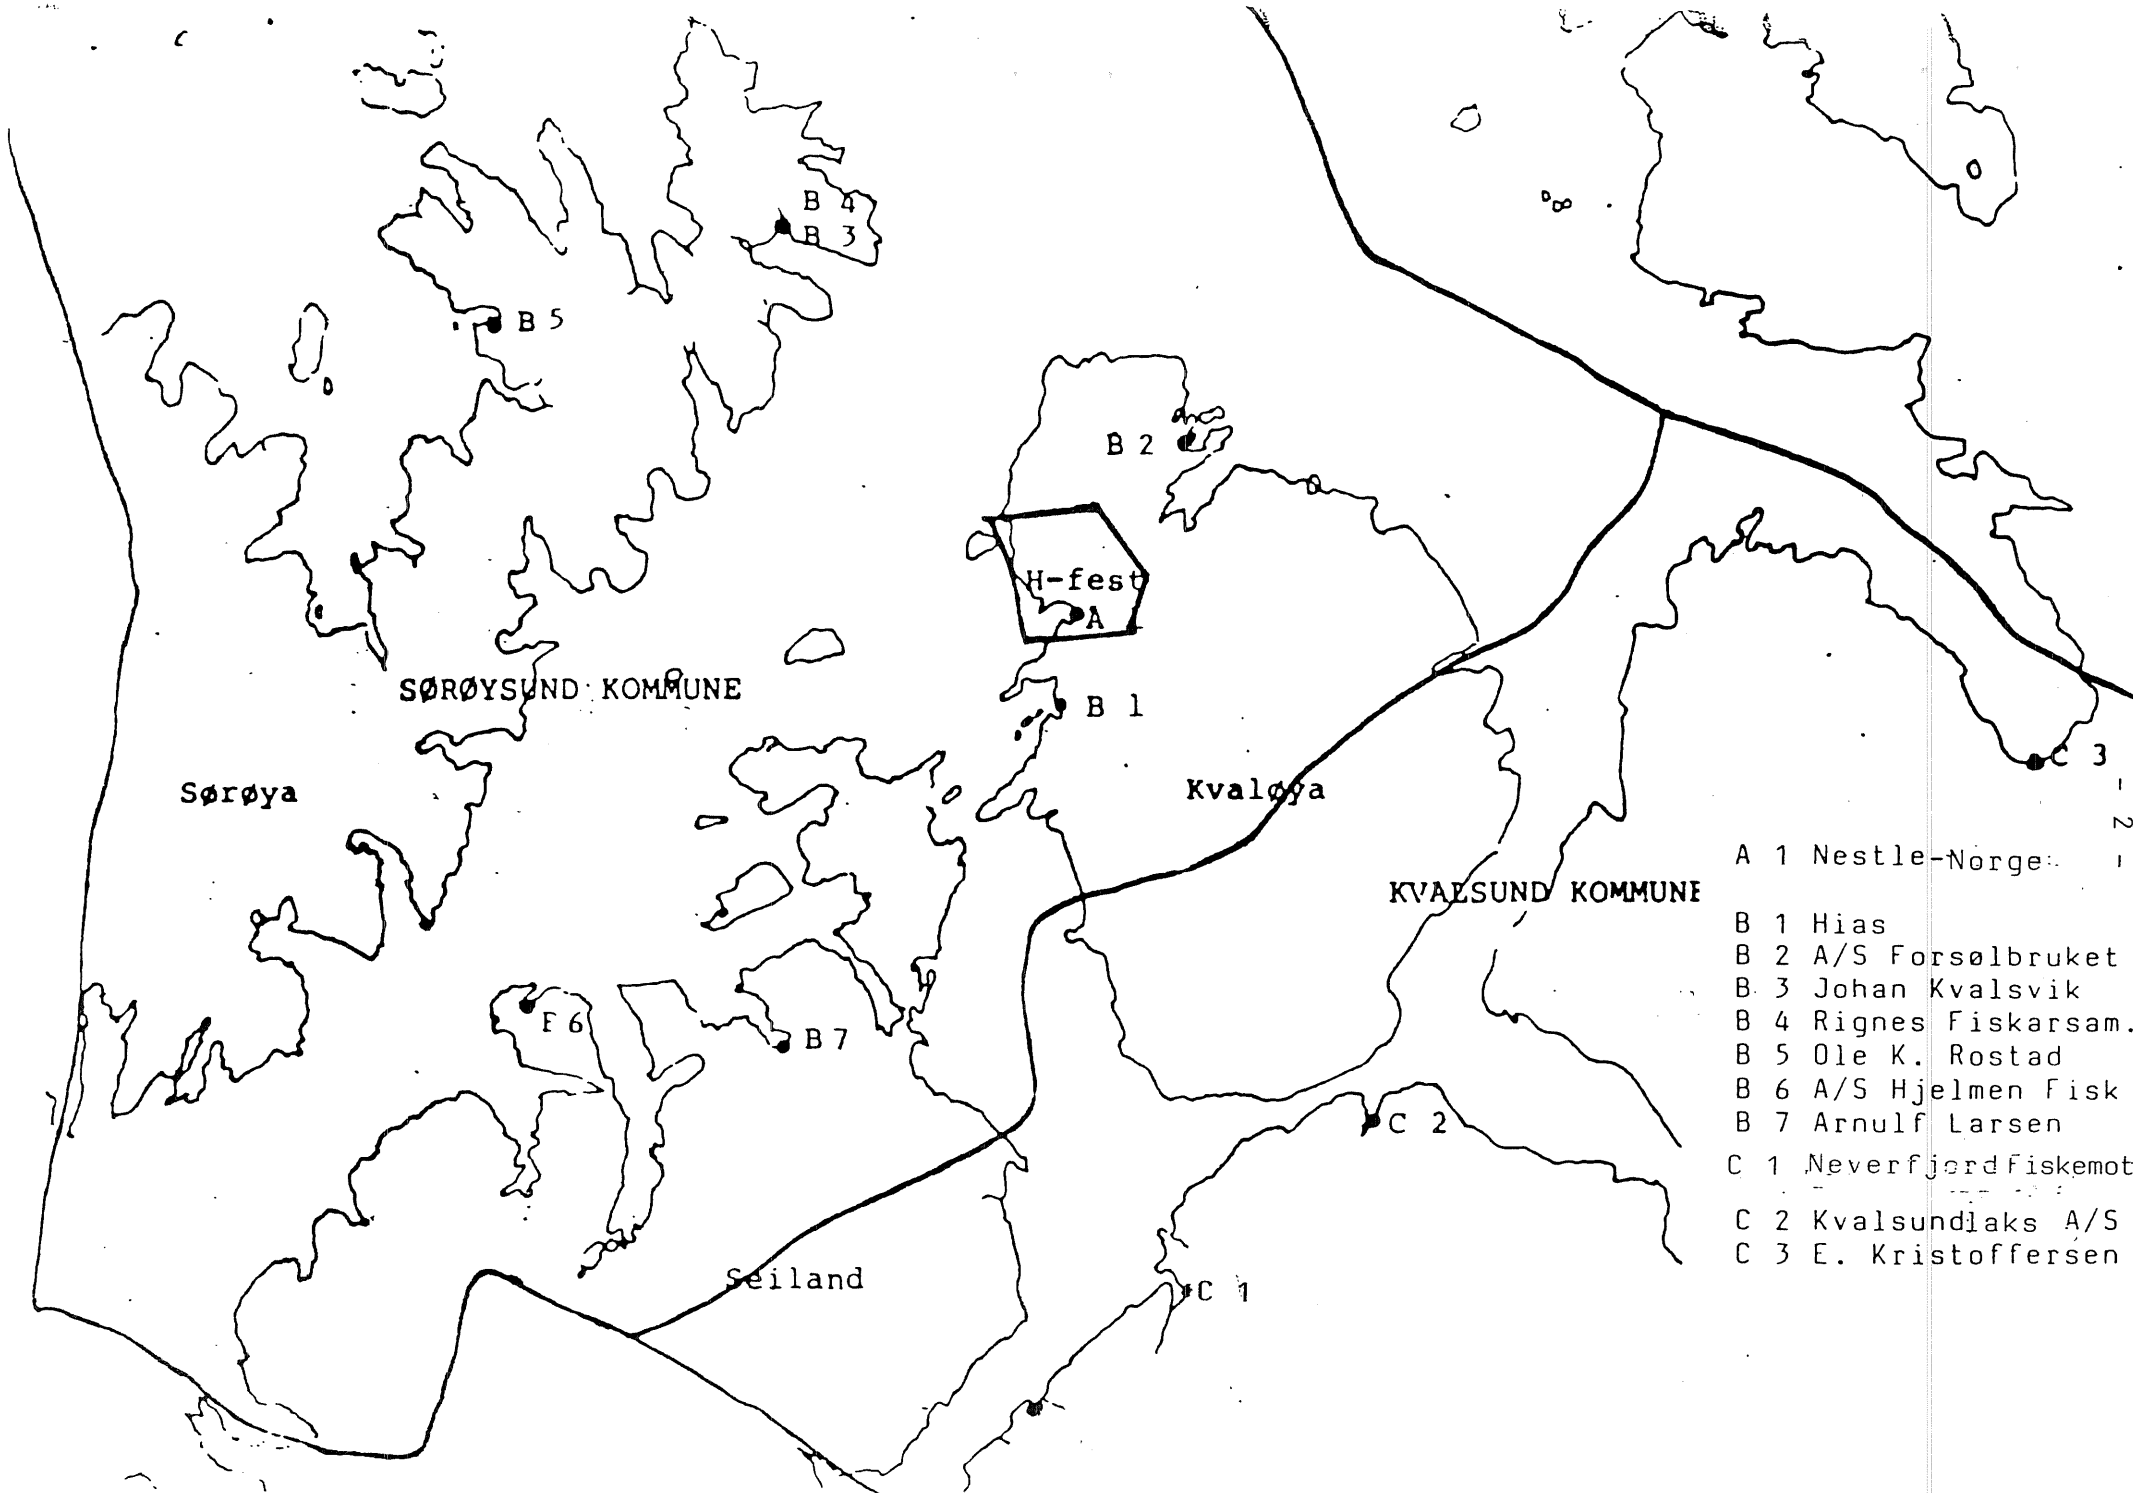 B 4
B 3
B 5
B 2
H-fest
A 1
SØRØYSUND KOMMUNE
B 1
Sørøya
Kvaløya
C 3
- 2 -
KVALSUND KOMMUNE
F 6
B 7
C 2
Seiland
C 1
A 1 Nestle-Norge
B 1 Hias
B 2 A/S Forsølbruket
B 3 Johan Kvalsvik
B 4 Rignes Fiskarsam.
B 5 Ole K. Rostad
B 6 A/S Hjelmen Fisk
B 7 Arnulf Larsen
C 1 Neverfjord Fiskemot
C 2 Kvalsundlaks A/S
C 3 E. Kristoffersen